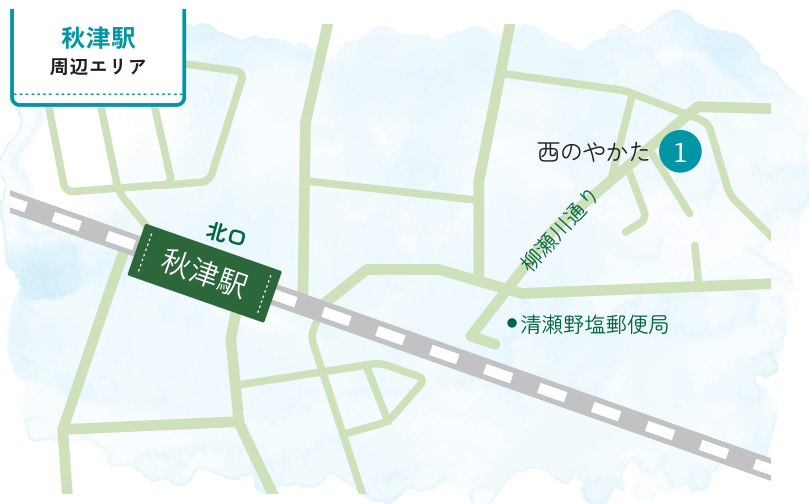 秋津駅
周辺エリア
西のやかた 1
柳瀬川通り
北口
秋津駅
清瀬野塩郵便局